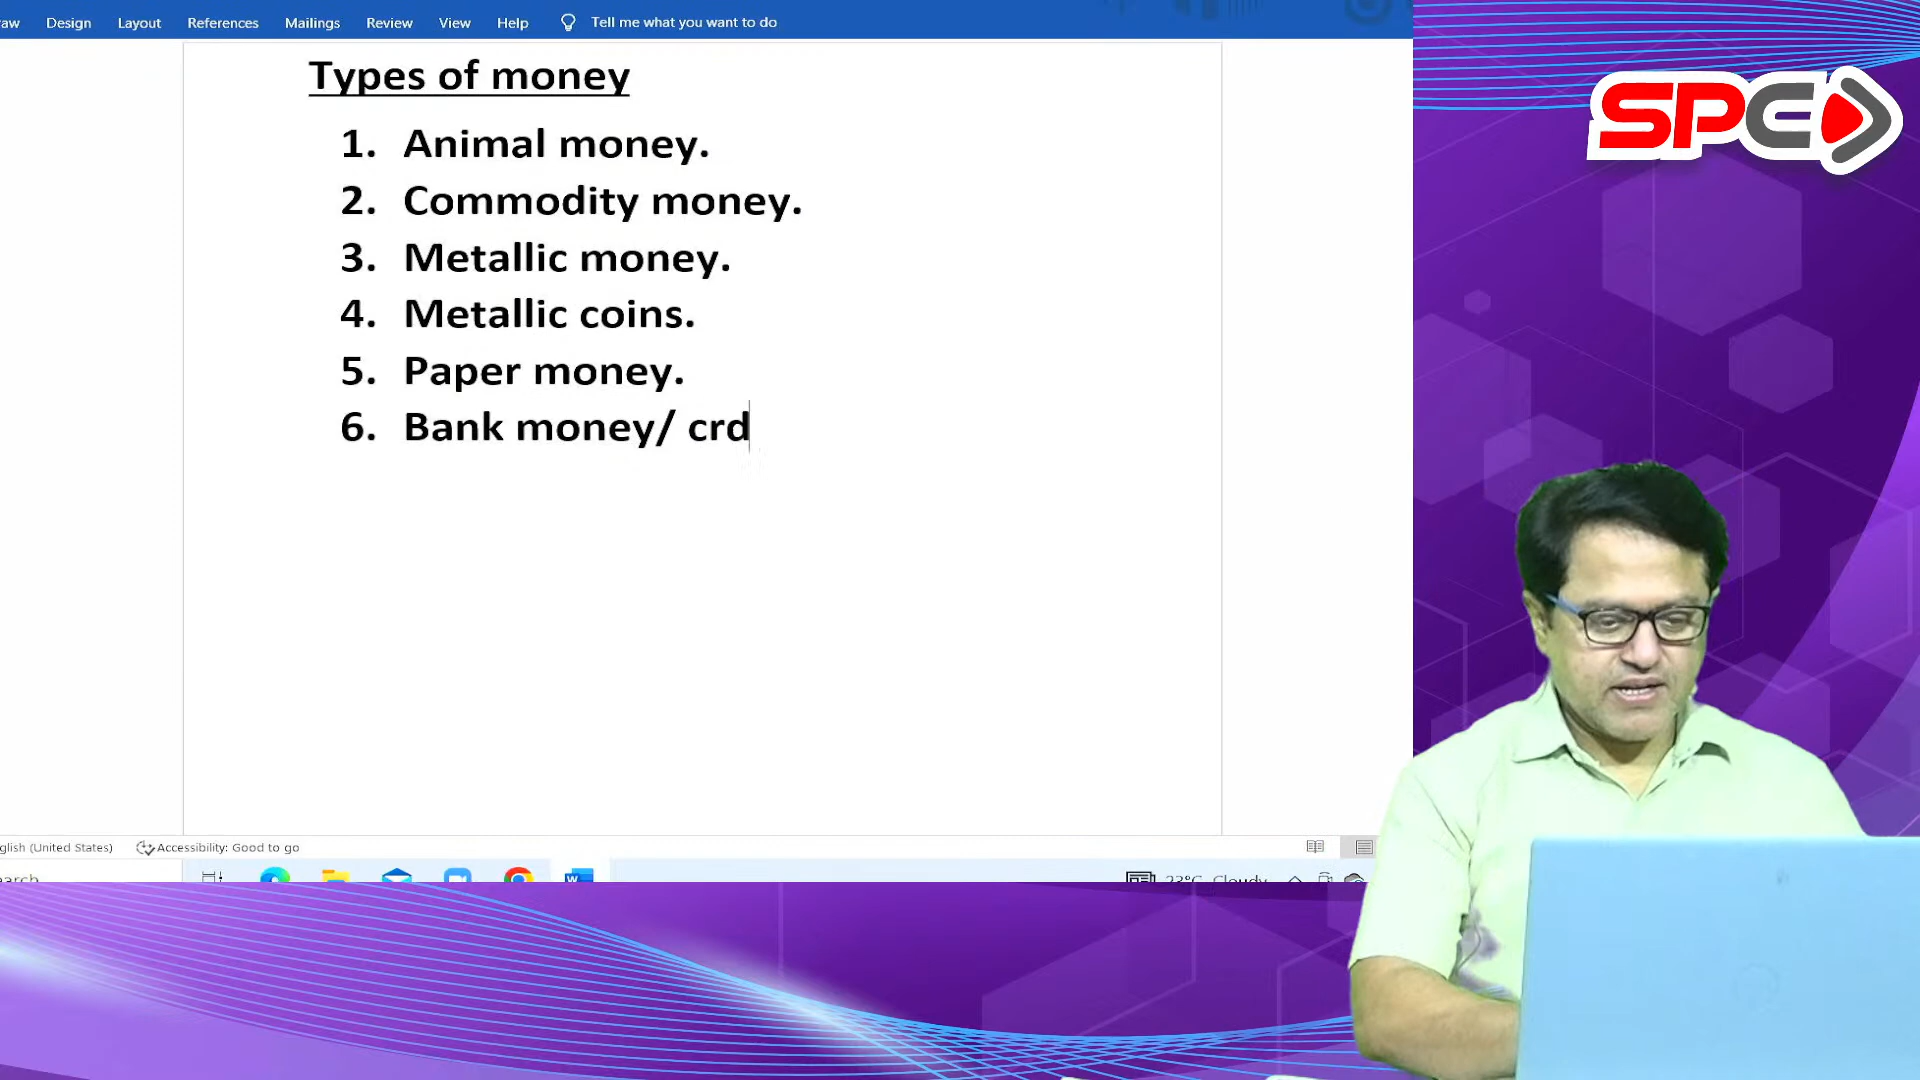 Design Layout References Mailings Review View Help Tell me what you want to do
SPE
Types of money
1. Animal money.
2. Commodity money.
3. Metallic money.
4. Metallic coins.
5. Paper money.
6. Bank money/ crd
(United States) Accessibility: Good to go
23°C Cloudy